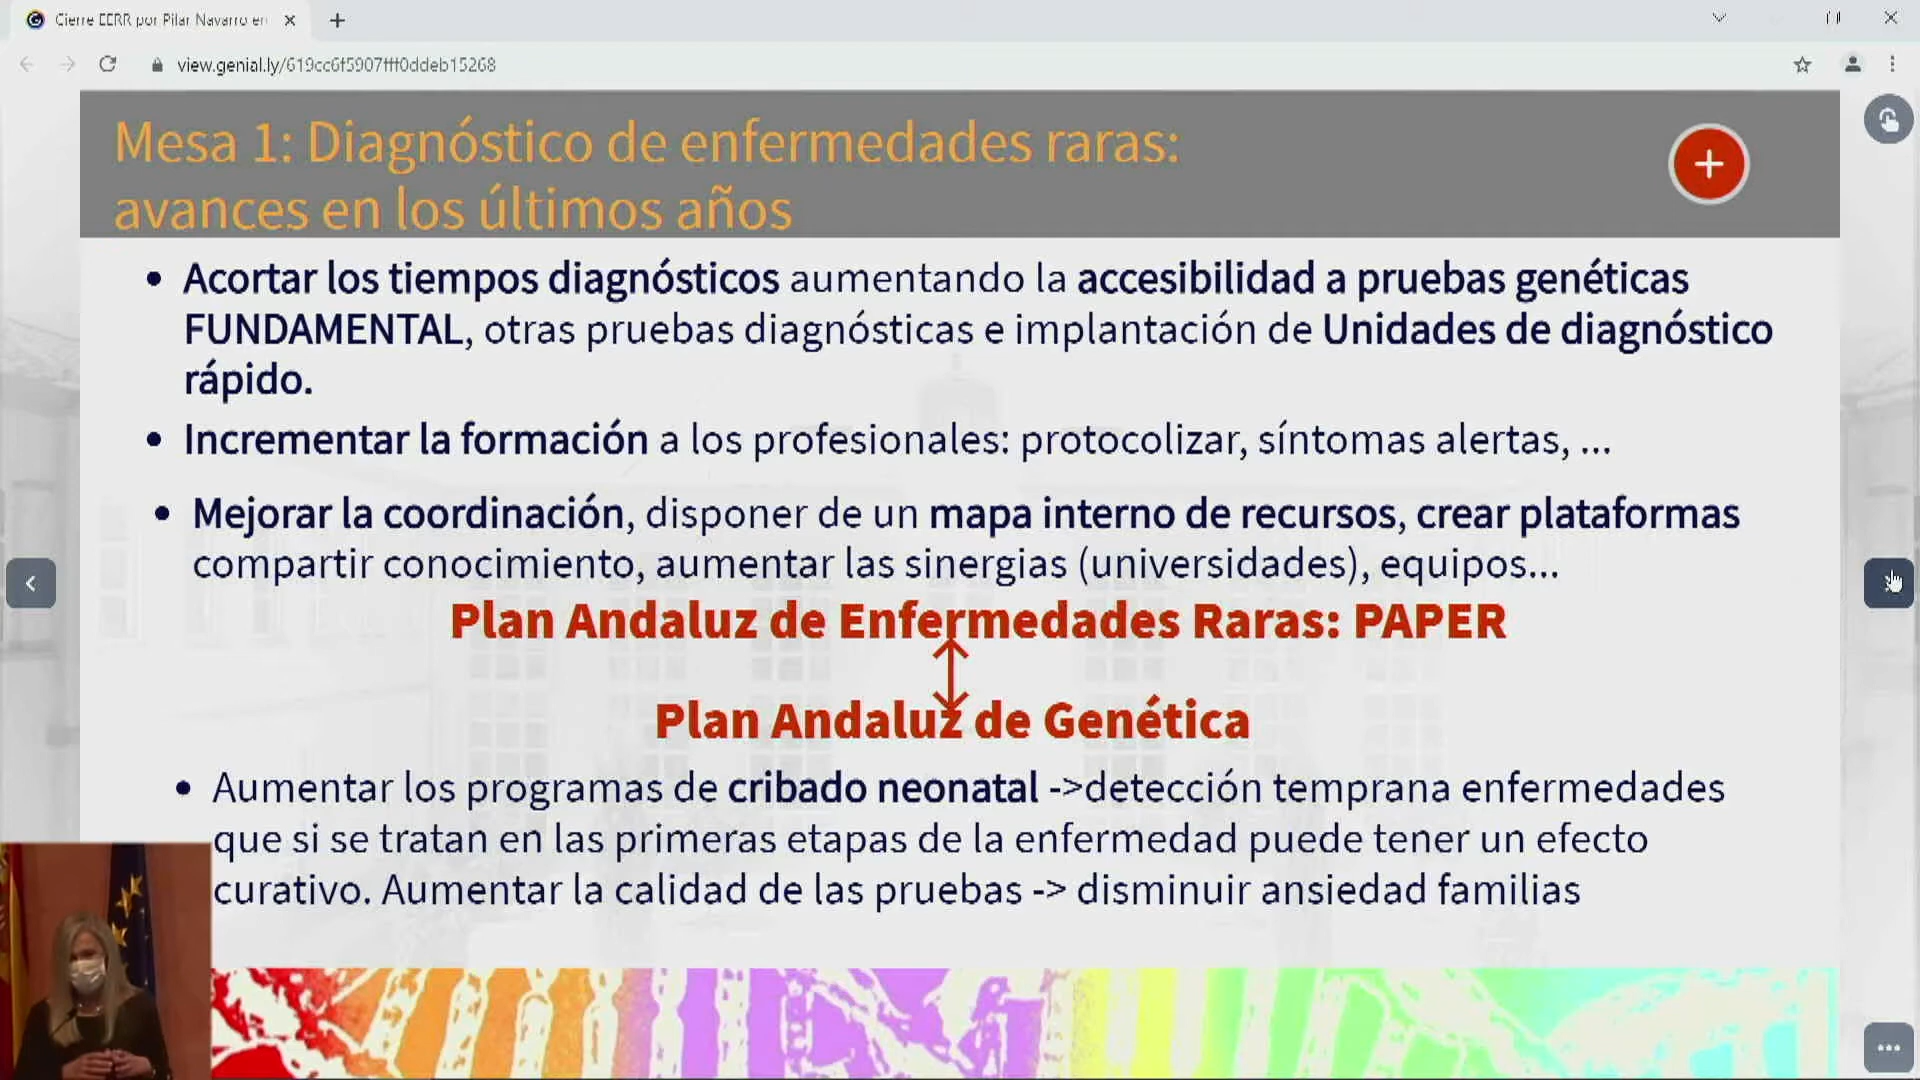 Cierre EERR por Pilar Navarro en
view.genial.ly/619cc6f5907fff0ddeb15268
Mesa 1: Diagnóstico de enfermedades raras:
avances en los últimos años
• Acortar los tiempos diagnósticos aumentando la accesibilidad a pruebas genéticas
FUNDAMENTAL, otras pruebas diagnósticas e implantación de Unidades de diagnóstico
rápido.
• Incrementar la formación a los profesionales: protocolizar, síntomas alertas, ...
• Mejorar la coordinación, disponer de un mapa interno de recursos, crear plataformas
compartir conocimiento, aumentar las sinergias (universidades), equipos...
Plan Andaluz de Enfermedades Raras: PAPER
Plan Andaluz de Genética
• Aumentar los programas de cribado neonatal ->detección temprana enfermedades
que si se tratan en las primeras etapas de la enfermedad puede tener un efecto
curativo. Aumentar la calidad de las pruebas -> disminuir ansiedad familias